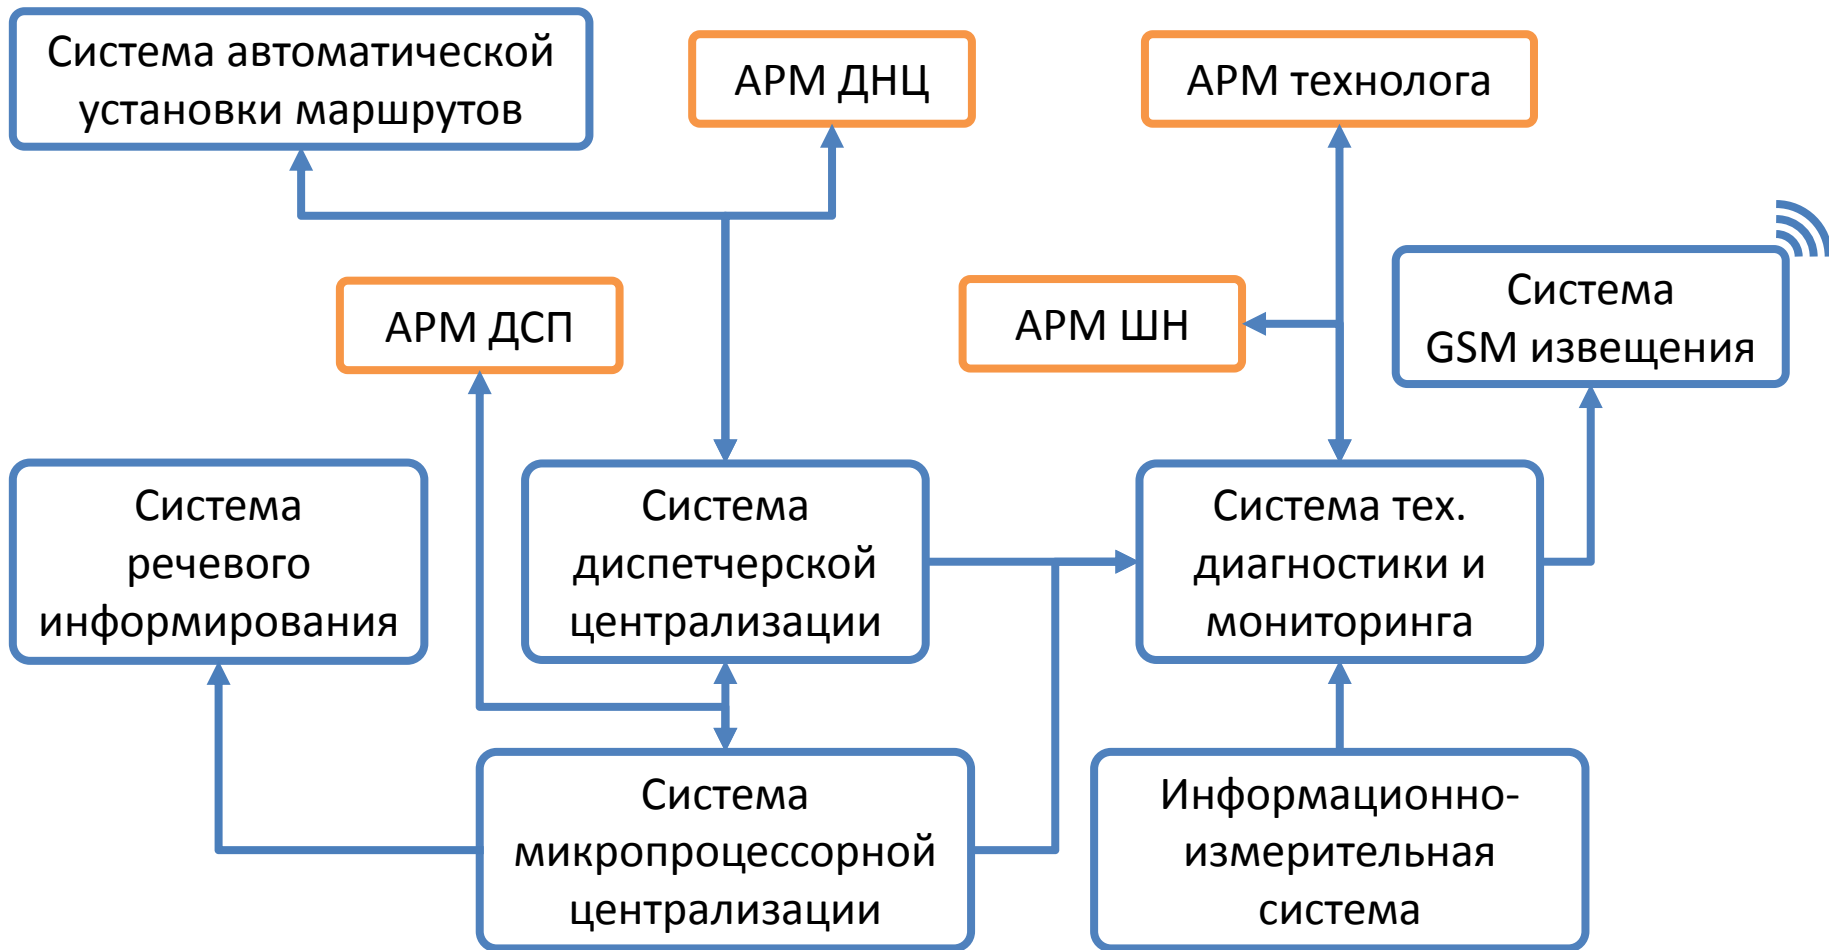 Система автоматической
установки маршрутов
АРМ ДНЦ
АРМ технолога
АРМ ДСП
АРМ ШН
Система
GSM извещения
Система
речевого
информирования
Система
диспетчерской
централизации
Система тех.
диагностики и
мониторинга
Система
микропроцессорной
централизации
Информационно-
измерительная
система